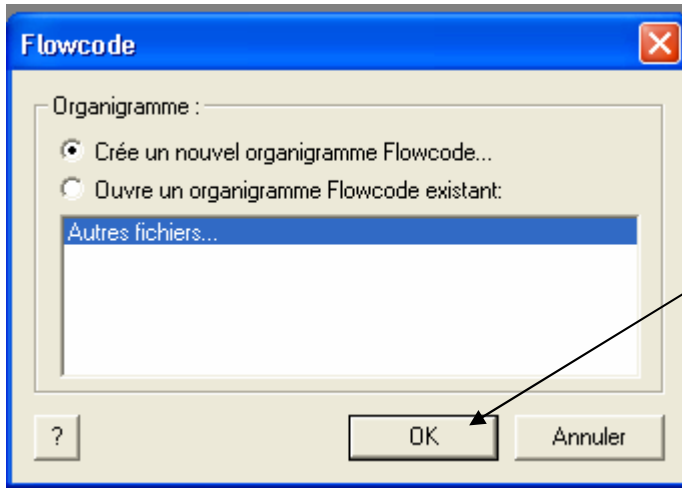 Flowcode
Organigramme :
Crée un nouvel organigramme Flowcode...
Ouvre un organigramme Flowcode existant:
Autres fichiers...
?
OK
Annuler